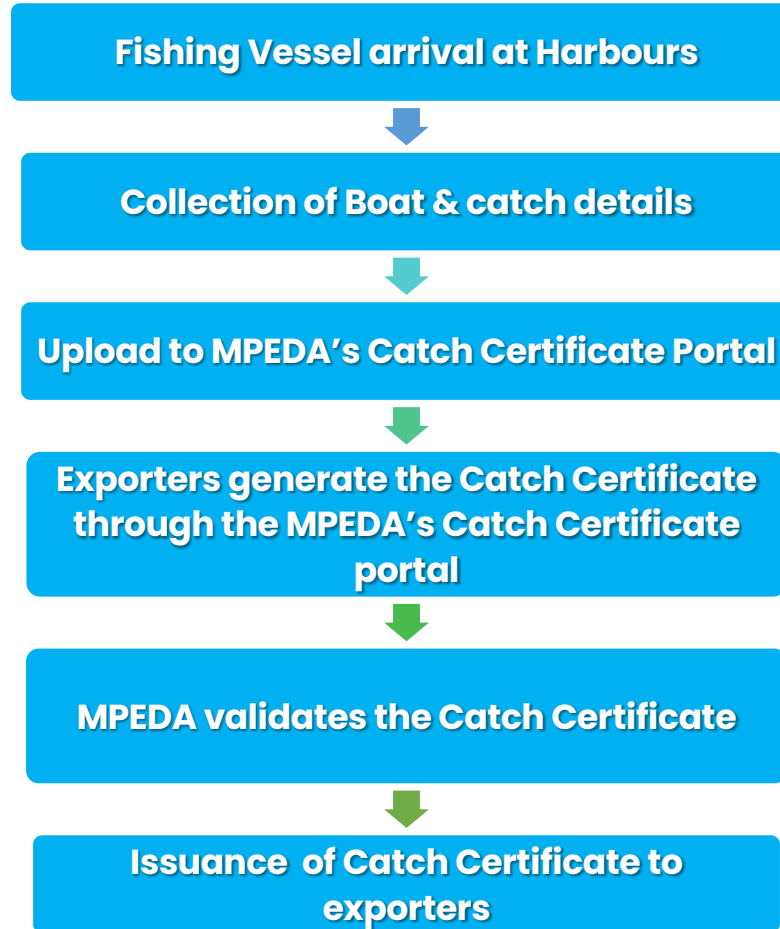 Fishing Vessel arrival at Harbours
Collection of Boat & catch details
Upload to MPEDA’s Catch Certificate Portal
Exporters generate the Catch Certificate
through the MPEDA’s Catch Certificate
portal
MPEDA validates the Catch Certificate
Issuance of Catch Certificate to
exporters